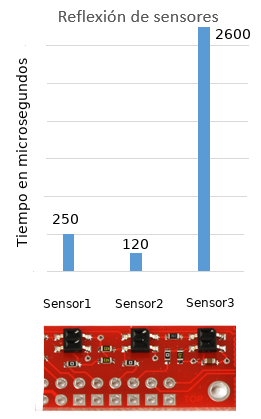 Reflexión de sensores
2600
Tiempo en microsegundos
250
120
Sensor1 Sensor2 Sensor3